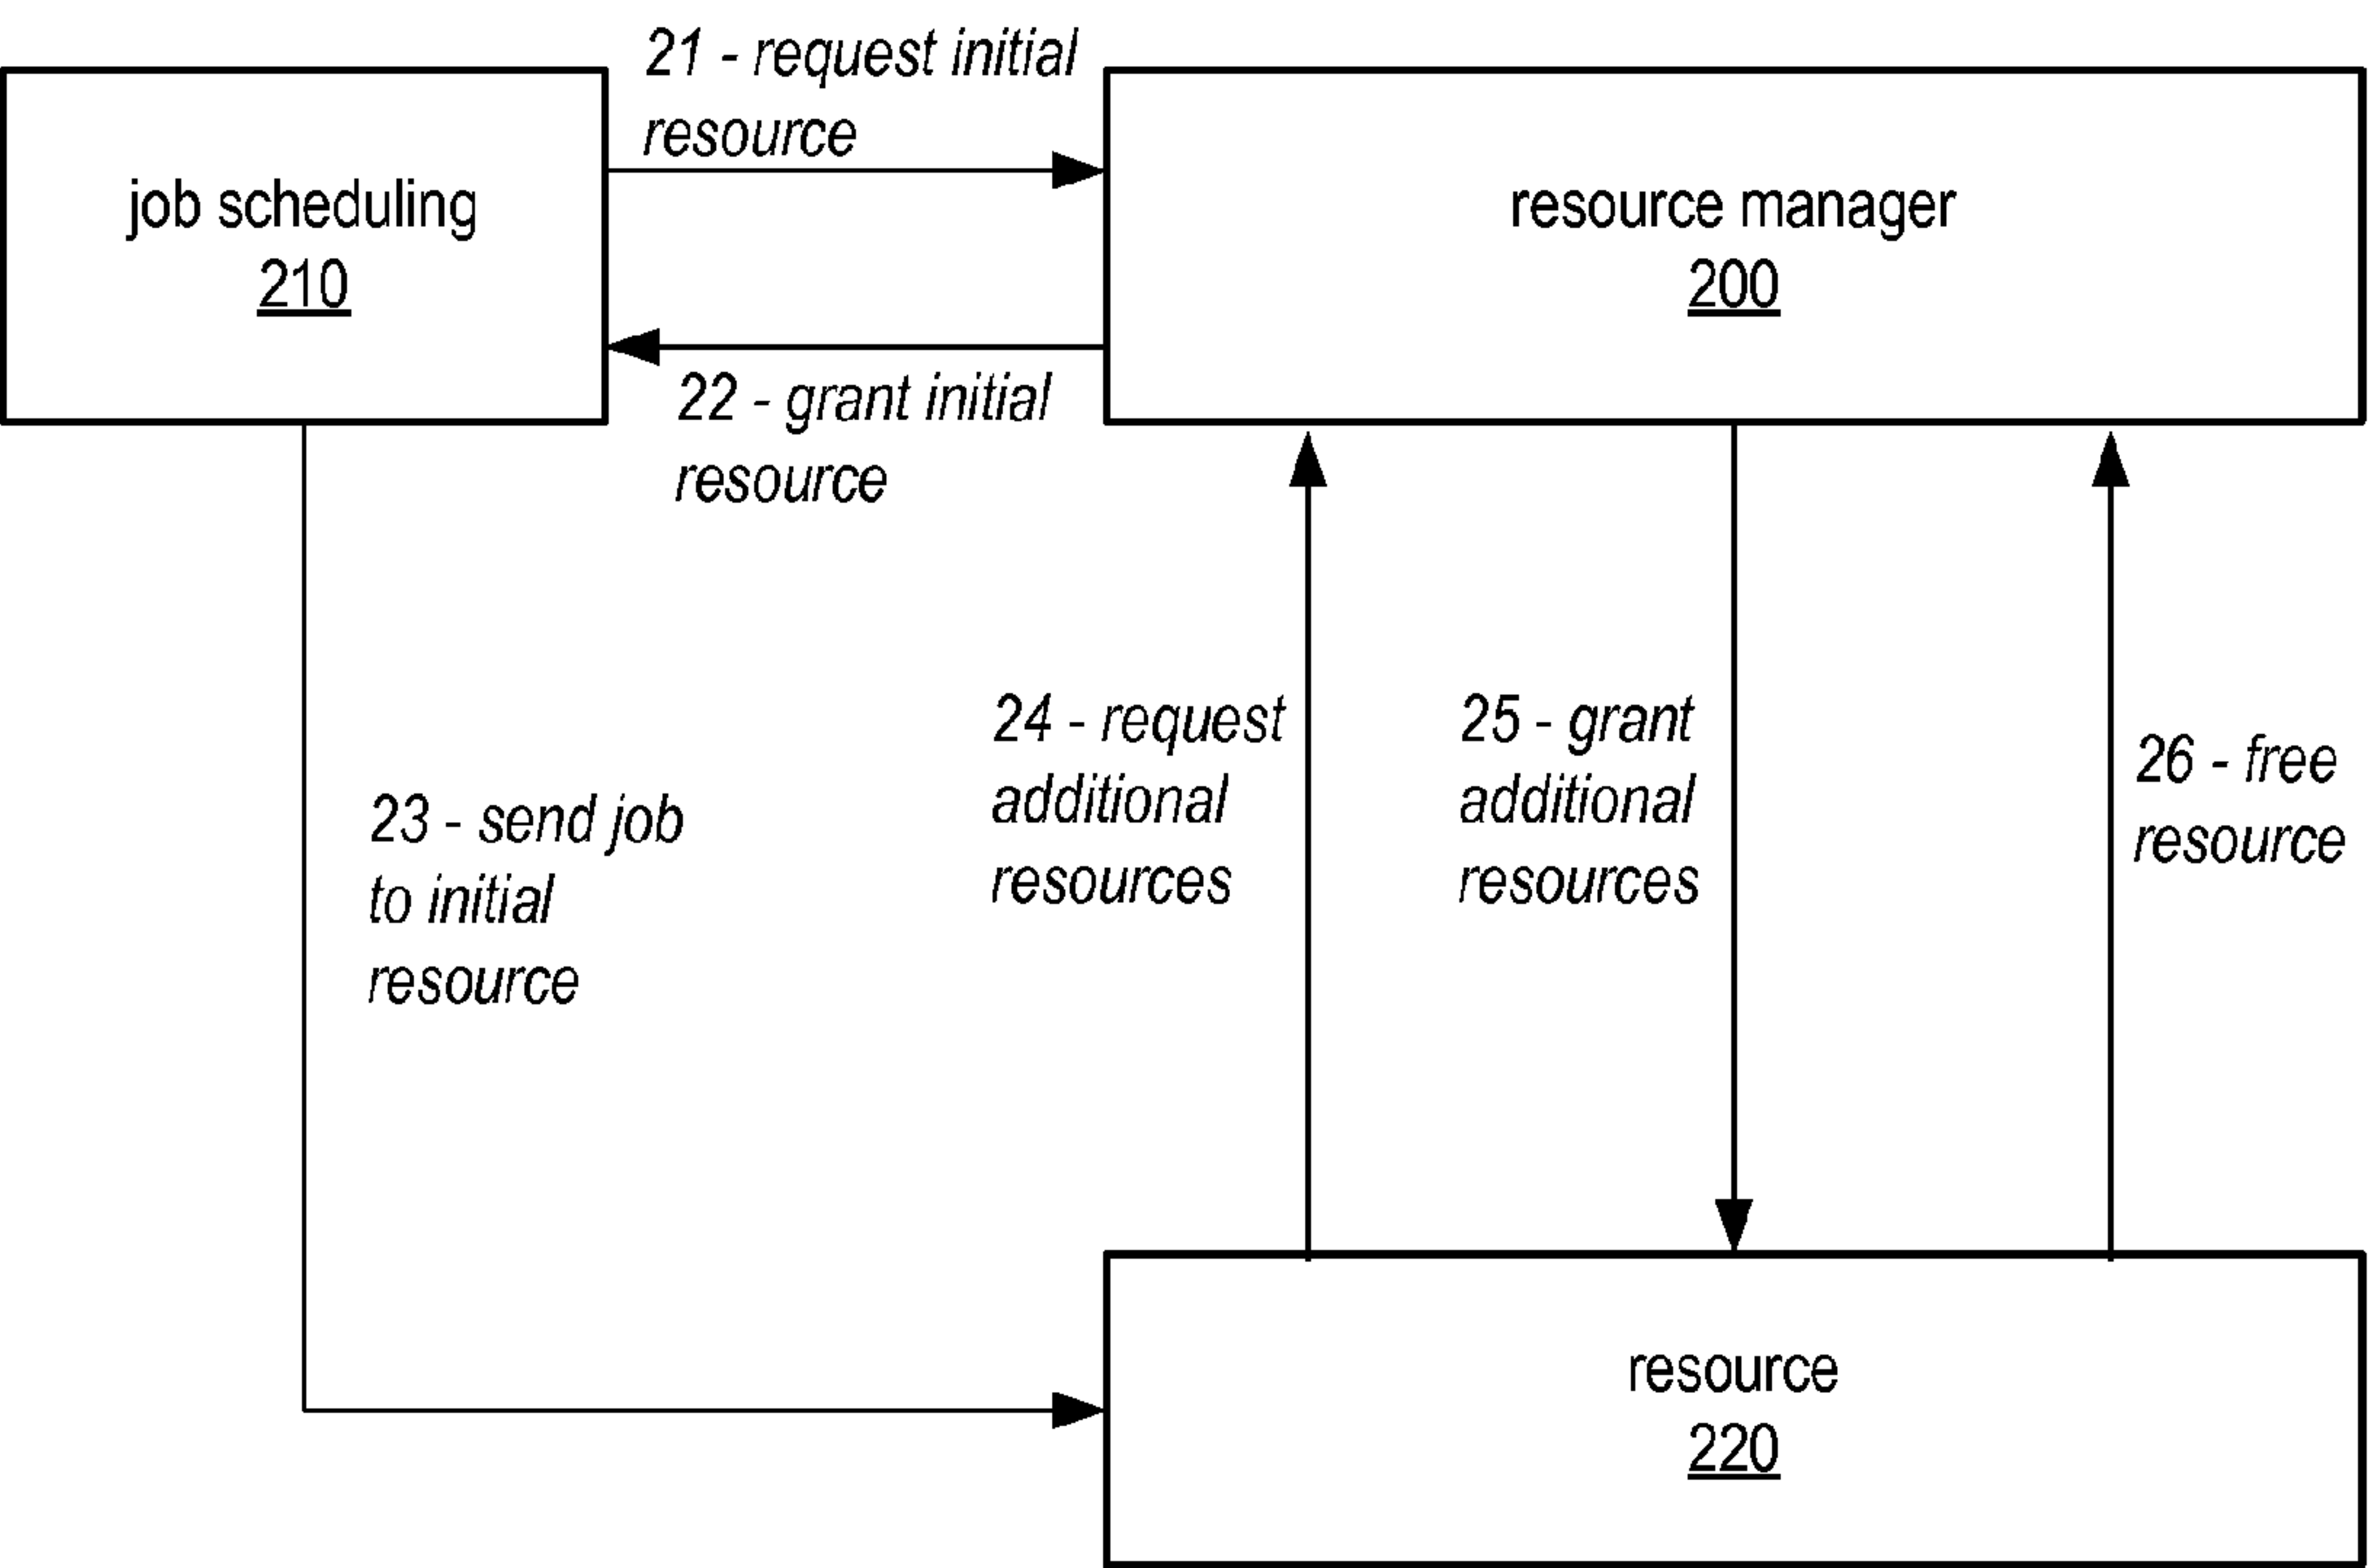 21 - request initial
resource
job scheduling
210
resource manager
200
22 - grant initial
resource
23 - send job
to initial
resource
24 - request
additional
resources
25 - grant
additional
resources
26 - free
resource
resource
220